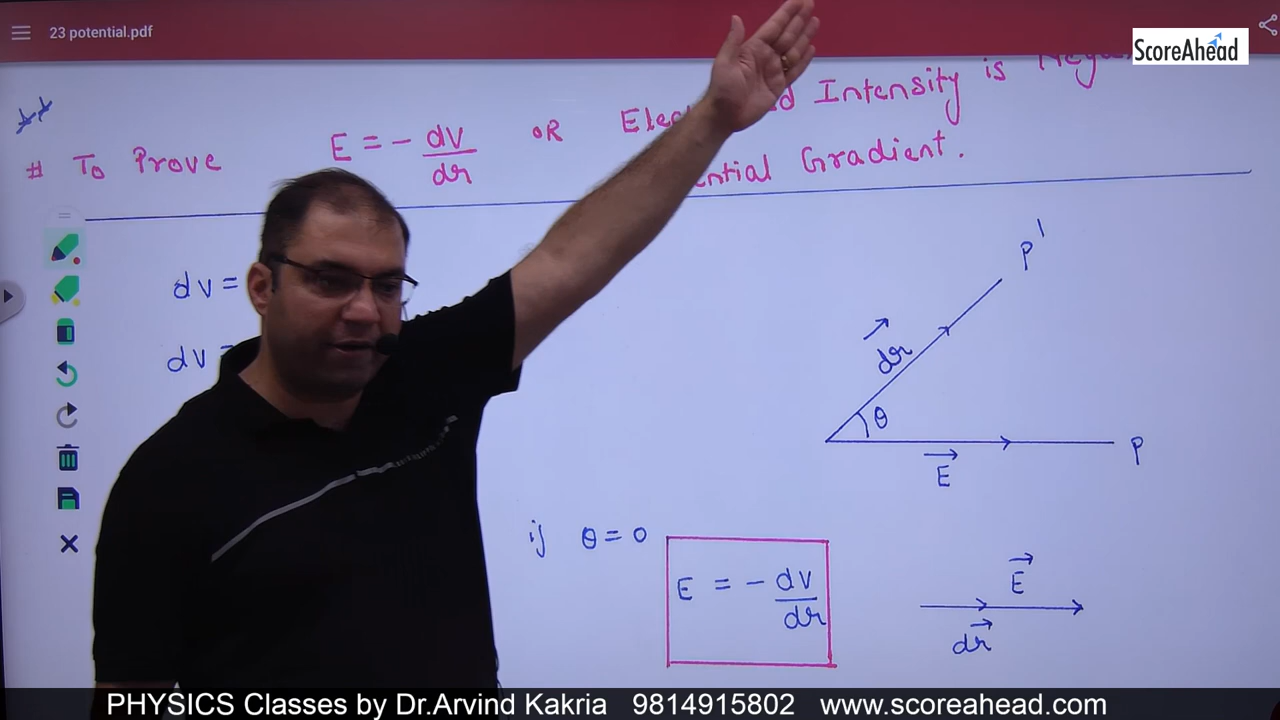 23 potential.pdf
ScoreAhead
# To Prove E = - dv/dr OR Intensity is
Gradient.
dv =
dv =
P'
dr
θ
P
E
if θ = 0
E = - dv/dr
E
dr
PHYSICS Classes by Dr.Arvind Kakria 9814915802 www.scoreahead.com